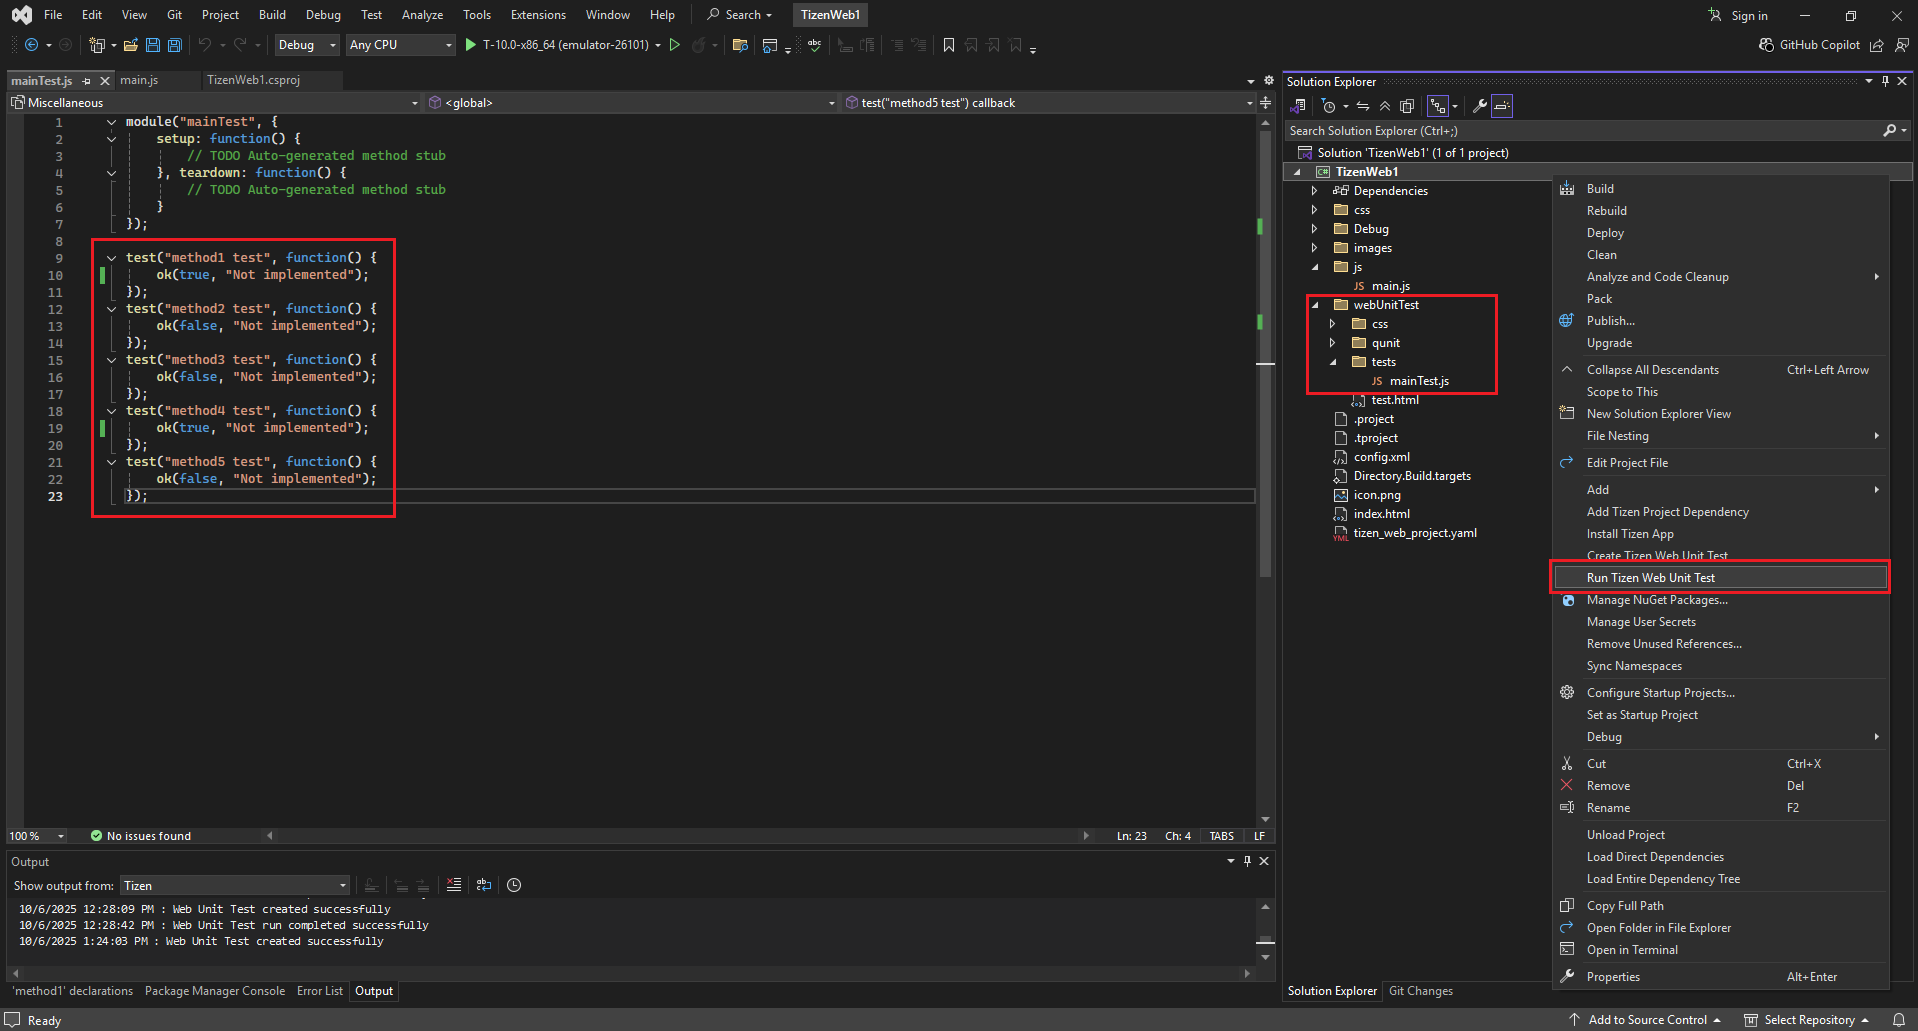 File Edit View Git Project Build Debug Test Analyze Tools Extensions Window Help Search TizenWeb1 Sign in
Debug Any CPU T-10.0-x86_64 (emulator-26101) GitHub Copilot
mainTest.js main.js TizenWeb1.csproj
Miscellaneous <global> test("method5 test") callback
1 module("mainTest", {
2 setup: function() {
3 // TODO Auto-generated method stub
4 }, teardown: function() {
5 // TODO Auto-generated method stub
6 }
7 });
8
9 test("method1 test", function() {
10 ok(true, "Not implemented");
11 });
12 test("method2 test", function() {
13 ok(false, "Not implemented");
14 });
15 test("method3 test", function() {
16 ok(false, "Not implemented");
17 });
18 test("method4 test", function() {
19 ok(true, "Not implemented");
20 });
21 test("method5 test", function() {
22 ok(false, "Not implemented");
23 });
100 % No issues found Ln: 23 Ch: 4 TABS LF
Output
Show output from: Tizen
10/6/2025 12:28:09 PM : Web Unit Test created successfully
10/6/2025 12:28:42 PM : Web Unit Test run completed successfully
10/6/2025 1:24:03 PM : Web Unit Test created successfully
'method1' declarations Package Manager Console Error List Output
Solution Explorer
Search Solution Explorer (Ctrl+;)
Solution 'TizenWeb1' (1 of 1 project)
C# TizenWeb1
Dependencies
css
Debug
images
js
JS main.js
webUnitTest
css
qunit
tests
JS mainTest.js
test.html
.project
.tproject
config.xml
Directory.Build.targets
icon.png
index.html
YML tizen_web_project.yaml
Build
Rebuild
Deploy
Clean
Analyze and Code Cleanup
Pack
Publish...
Upgrade
Collapse All Descendants Ctrl+Left Arrow
Scope to This
New Solution Explorer View
File Nesting
Edit Project File
Add
Add Tizen Project Dependency
Install Tizen App
Create Tizen Web Unit Test
Run Tizen Web Unit Test
Manage NuGet Packages...
Manage User Secrets
Remove Unused References...
Sync Namespaces
Configure Startup Projects...
Set as Startup Project
Debug
Cut Ctrl+X
Remove Del
Rename F2
Unload Project
Load Direct Dependencies
Load Entire Dependency Tree
Copy Full Path
Open Folder in File Explorer
Open in Terminal
Properties Alt+Enter
Solution Explorer Git Changes
Ready Add to Source Control Select Repository